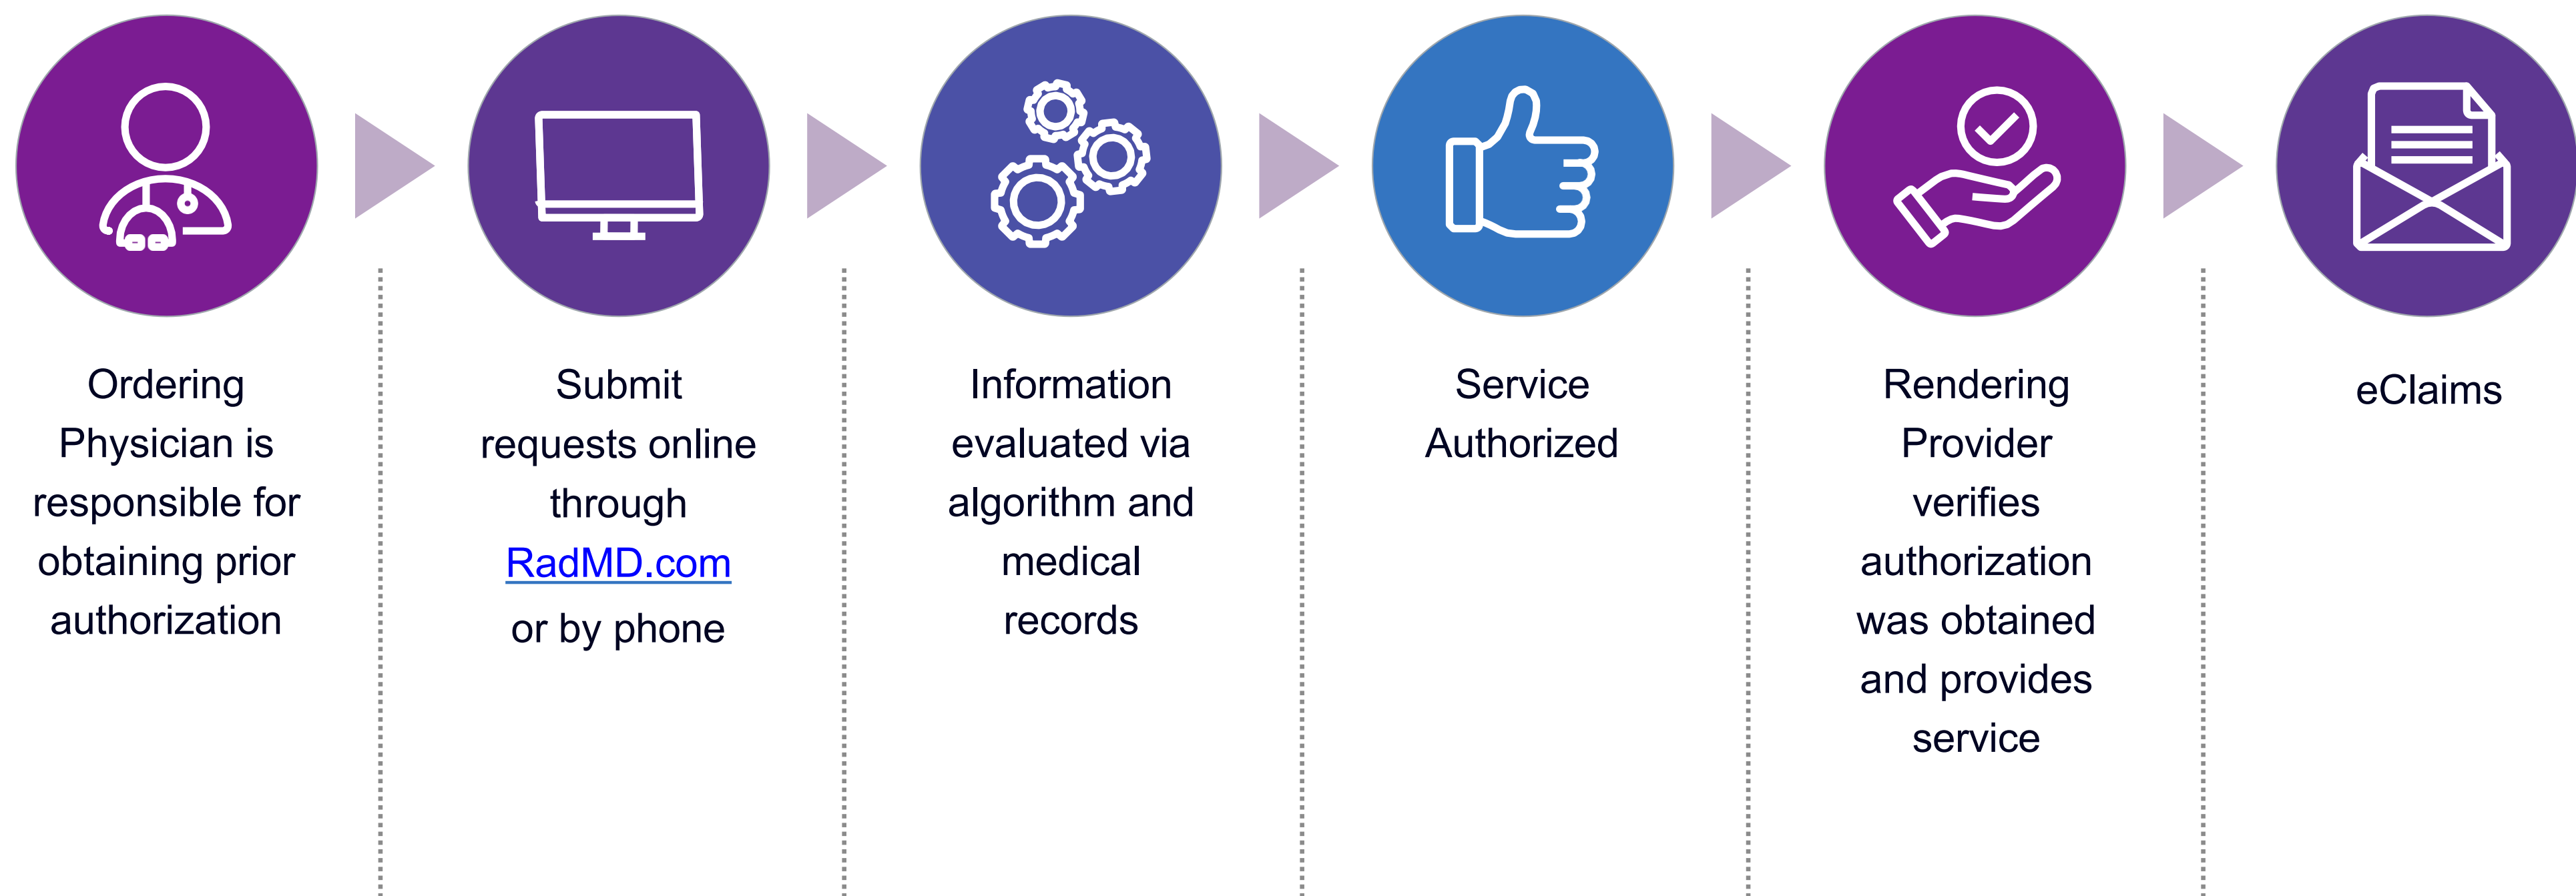 Ordering
Physician is
responsible for
obtaining prior
authorization
Submit
requests online
through
RadMD.com
or by phone
Information
evaluated via
algorithm and
medical
records
Service
Authorized
Rendering
Provider
verifies
authorization
was obtained
and provides
service
eClaims